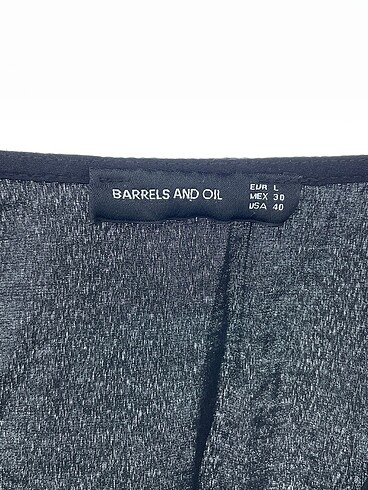 BARRELS AND OIL
EUR L
MEX 30
USA 40